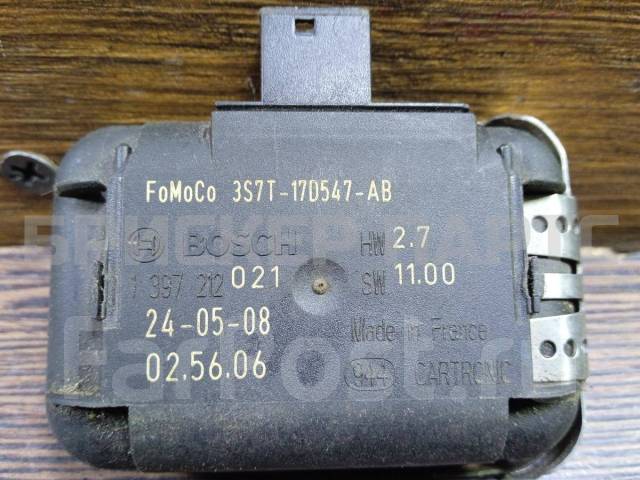 FoMoCo 3S7T-17D547-AB
BOSCH HW 2.7
1 397 212 021 SW 11.00
24-05-08 Made in France
02.56.06 944 CARTRONIC
FarPost.ru